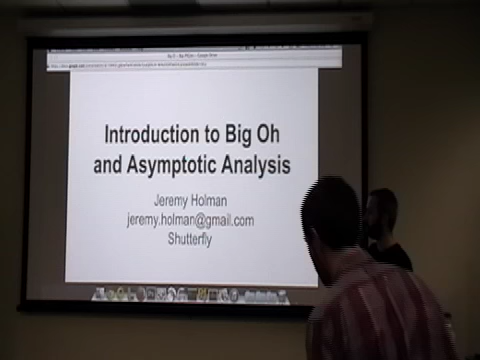 Introduction to Big Oh
and Asymptotic Analysis
Jeremy Holman
jeremy.holman@gmail.com
Shutterfly